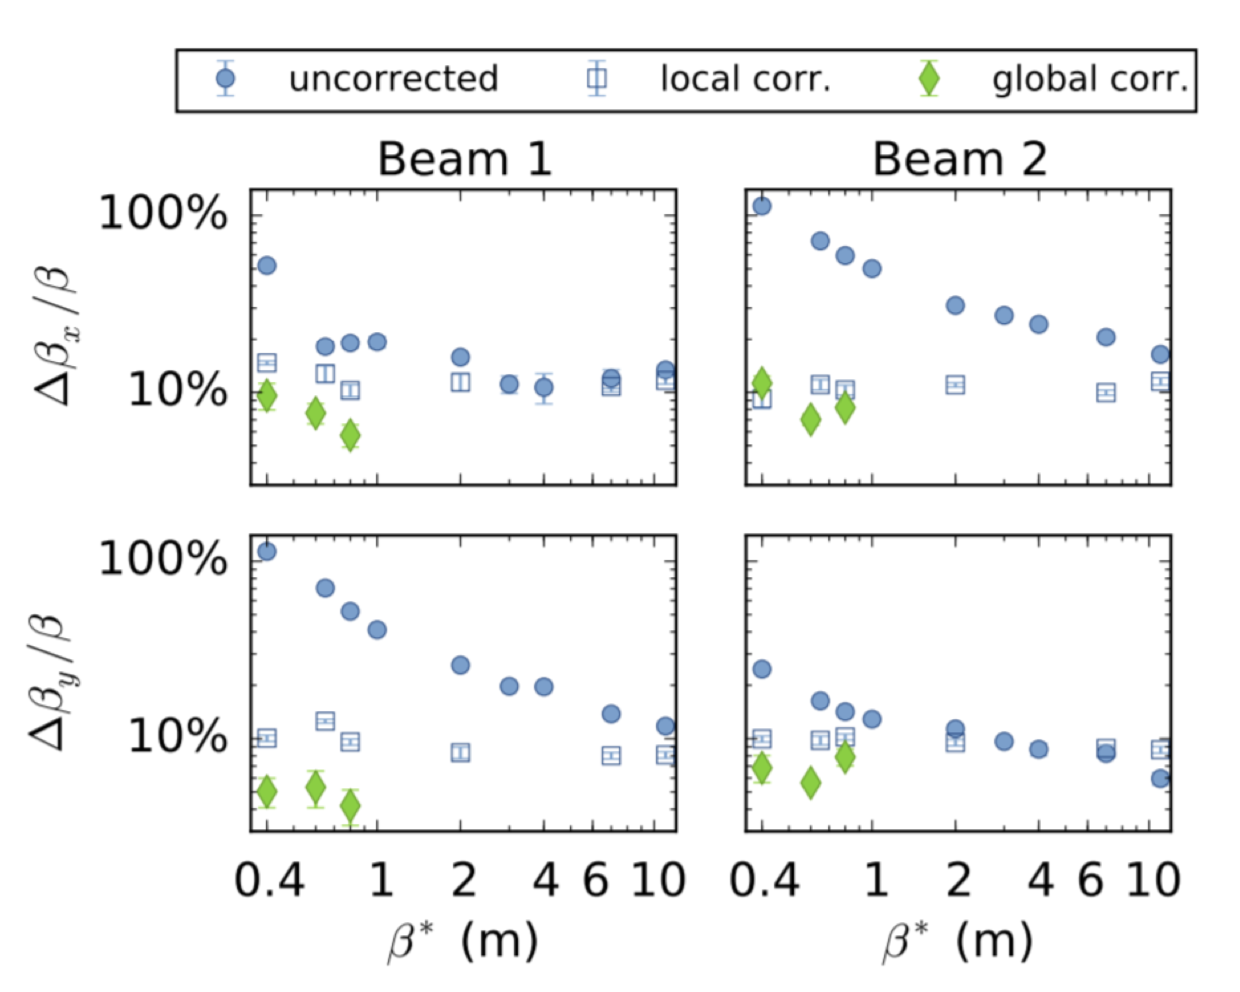 uncorrected local corr. global corr.
Beam 1 Beam 2
100%
10%
Δβx/β
100%
10%
Δβy/β
0.4 1 2 4 6 10 0.4 1 2 4 6 10
β* (m) β* (m)